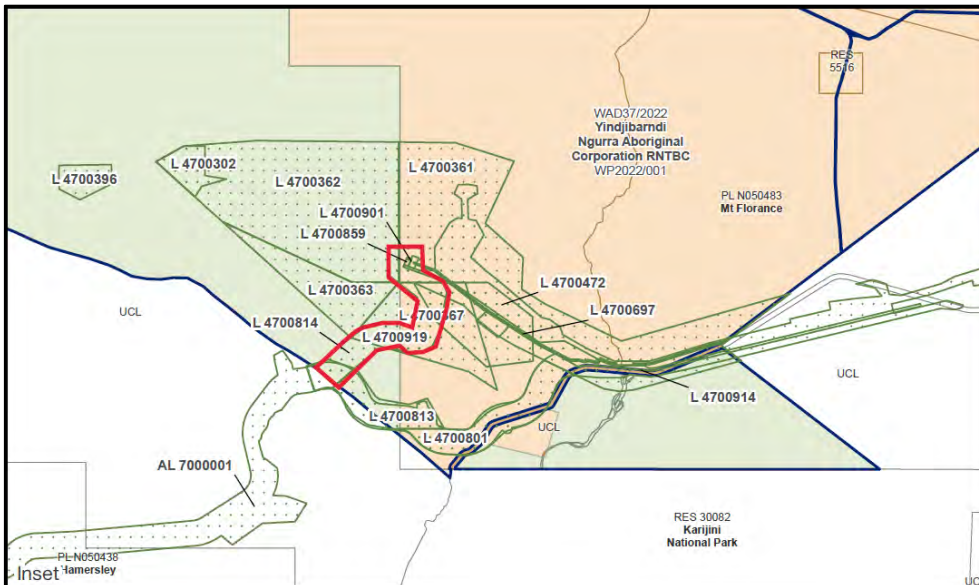 RES
5516
WAD37/2022
Yindjibarndi
Ngurra Aboriginal
Corporation RNTBC
WP2022/001
L 4700302
L 4700361
L 4700396
L 4700362
PL N050483
Mt Florance
L 4700901
L 4700859
L 4700472
L 4700363
L 4700697
UCL
L 4700367
L 4700814
L 4700919
UCL
L 4700914
L 4700813
UCL
L 4700801
AL 7000001
RES 30082
Karijini
National Park
PL N050438
Hamersley
Inset
UC